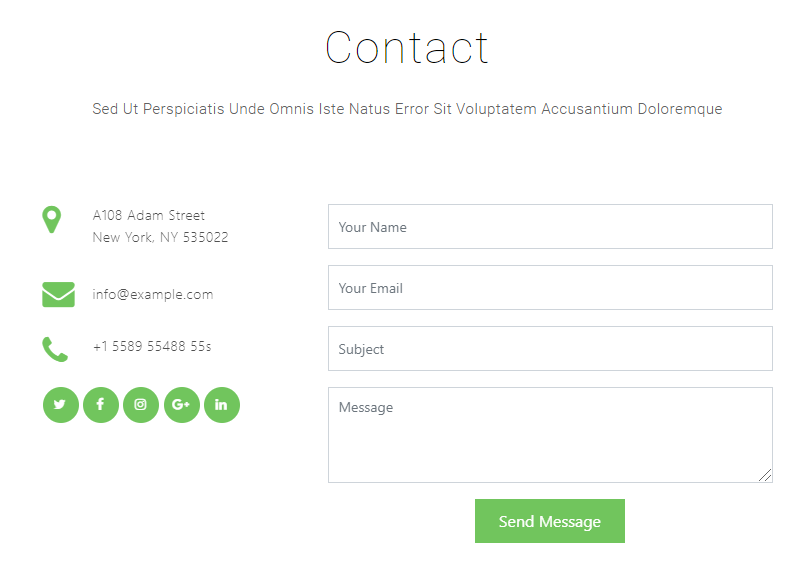 Contact
Sed Ut Perspiciatis Unde Omnis Iste Natus Error Sit Voluptatem Accusantium Doloremque
A108 Adam Street
New York, NY 535022
info@example.com
+1 5589 55488 55s
Your Name
Your Email
Subject
Message
Send Message